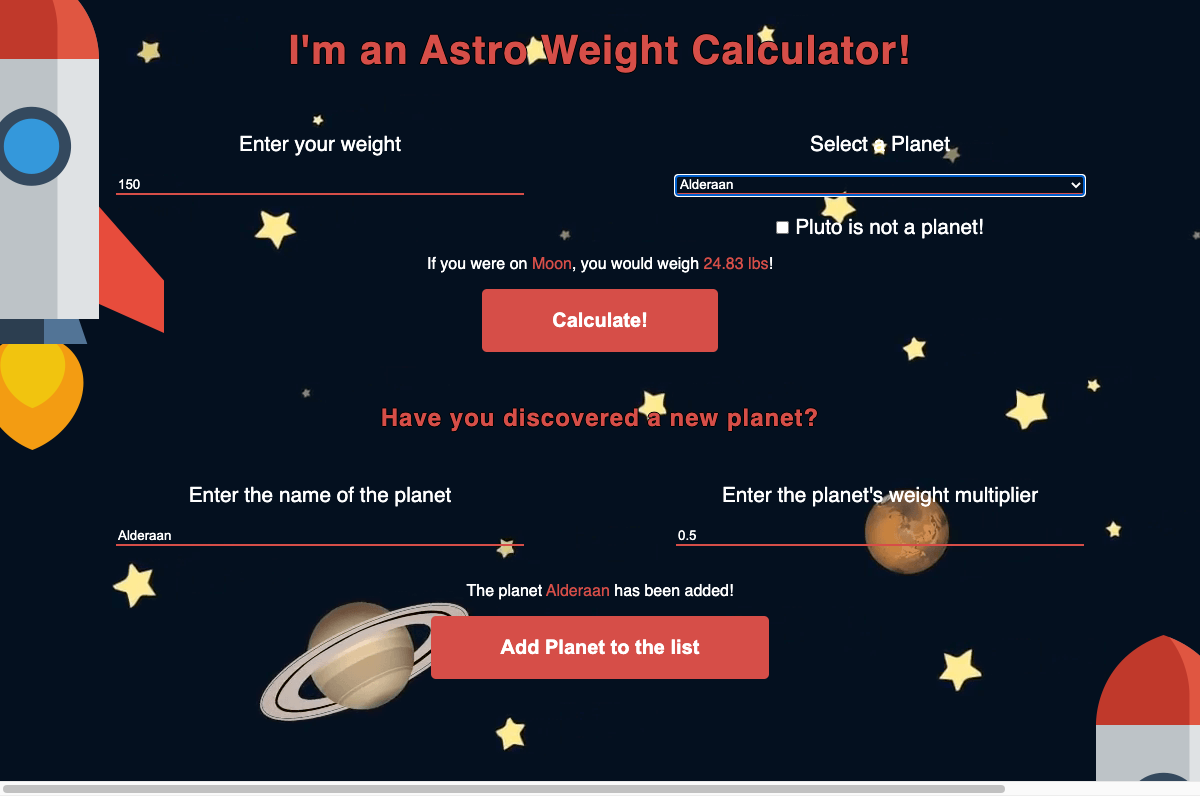 I'm an Astro Weight Calculator!
Enter your weight
Select a Planet
150
Alderaan
Pluto is not a planet!
If you were on Moon, you would weigh 24.83 lbs!
Calculate!
Have you discovered a new planet?
Enter the name of the planet
Enter the planet's weight multiplier
Alderaan
0.5
The planet Alderaan has been added!
Add Planet to the list